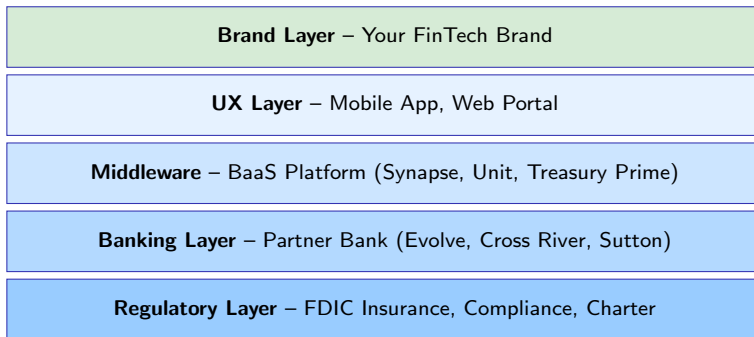 Brand Layer – Your FinTech Brand
UX Layer – Mobile App, Web Portal
Middleware – BaaS Platform (Synapse, Unit, Treasury Prime)
Banking Layer – Partner Bank (Evolve, Cross River, Sutton)
Regulatory Layer – FDIC Insurance, Compliance, Charter